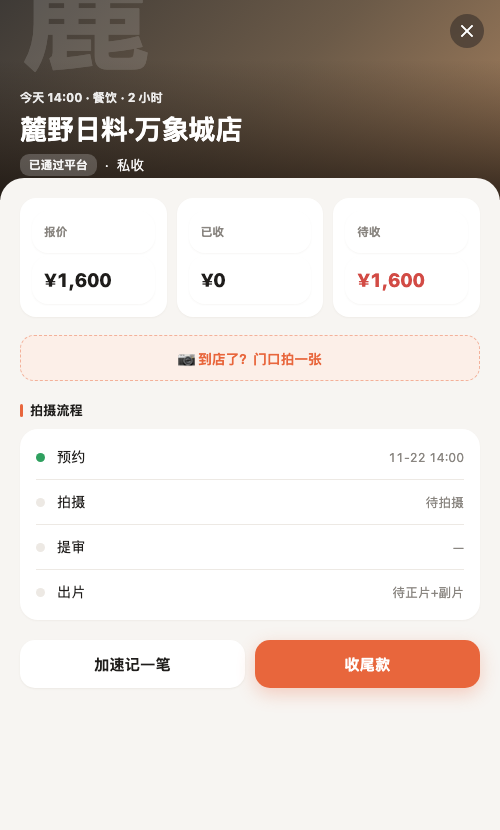 麓
今天 14:00 · 餐饮 · 2 小时
麓野日料·万象城店
已通过平台 · 私收
报价
¥1,600
已收
¥0
待收
¥1,600
到店了？门口拍一张
拍摄流程
预约 11-22 14:00
拍摄 待拍摄
提审 —
出片 待正片+副片
加速记一笔
收尾款